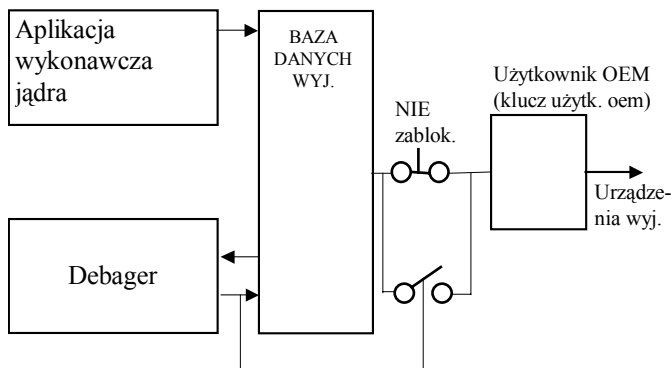 Aplikacja
wykonawcza
jądra
BAZA
DANYCH
WYJ.
Użytkownik OEM
(klucz użytk. oem)
NIE
zablok.
Urządze-
nia wyj.
Debager